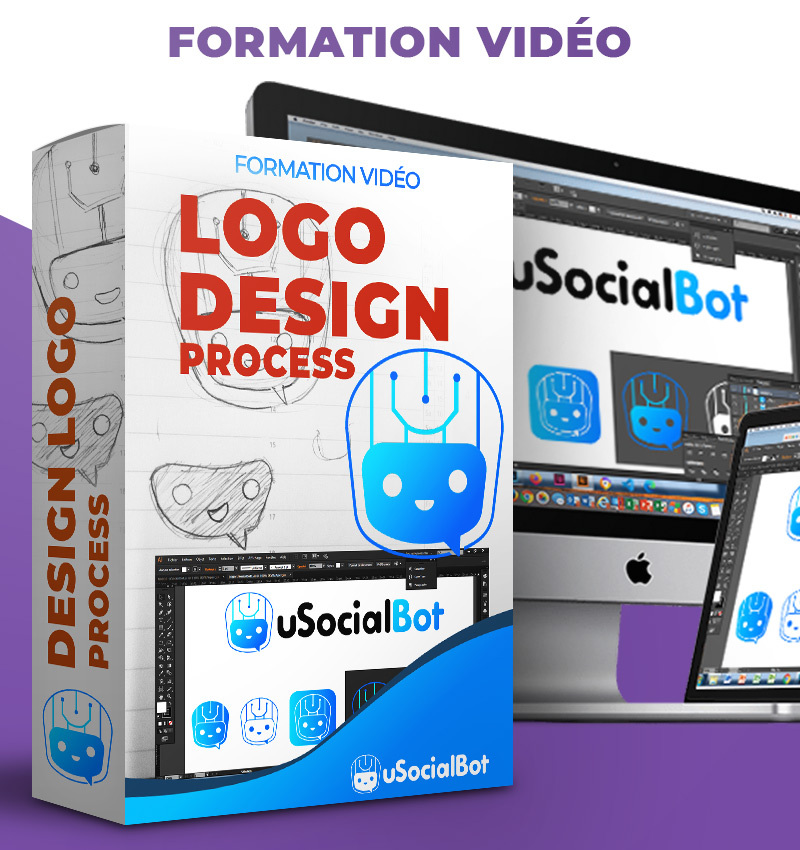 FORMATION VIDÉO
FORMATION VIDÉO
LOGO
DESIGN
PROCESS
DESIGN LOGO
PROCESS
uSocialBot
uSocialBot
uSocialBot